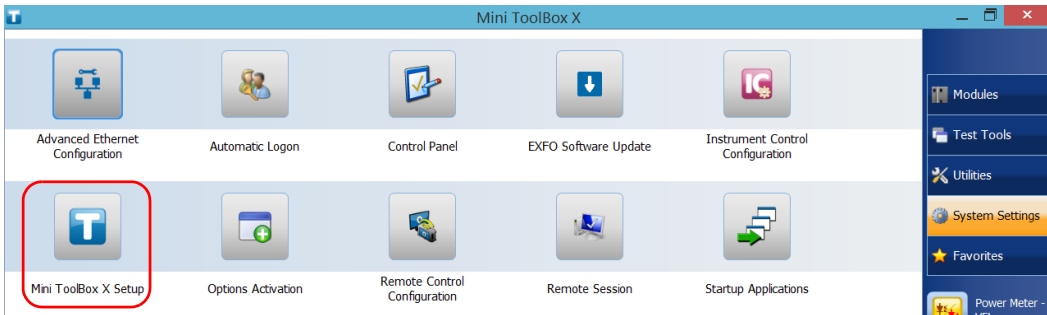 Mini ToolBox X
Advanced Ethernet
Configuration
Automatic Logon
Control Panel
EXFO Software Update
Instrument Control
Configuration
Mini ToolBox X Setup
Options Activation
Remote Control
Configuration
Remote Session
Startup Applications
Modules
Test Tools
Utilities
System Settings
Favorites
Power Meter -